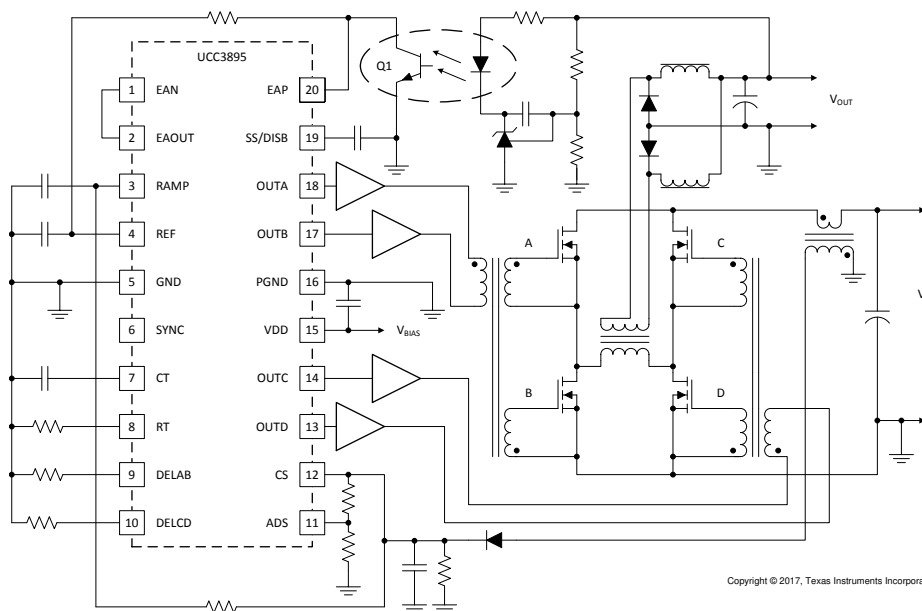 UCC3895
Q1
1 EAN
EAP 20
2 EAOUT
SS/DISB 19
3 RAMP
OUTA 18
4 REF
OUTB 17
5 GND
PGND 16
6 SYNC
VDD 15
7 CT
OUTC 14
8 RT
OUTD 13
9 DELAB
CS 12
10 DELCD
ADS 11
VBIAS
VOUT
A
C
B
D
V
Copyright © 2017, Texas Instruments Incorpora